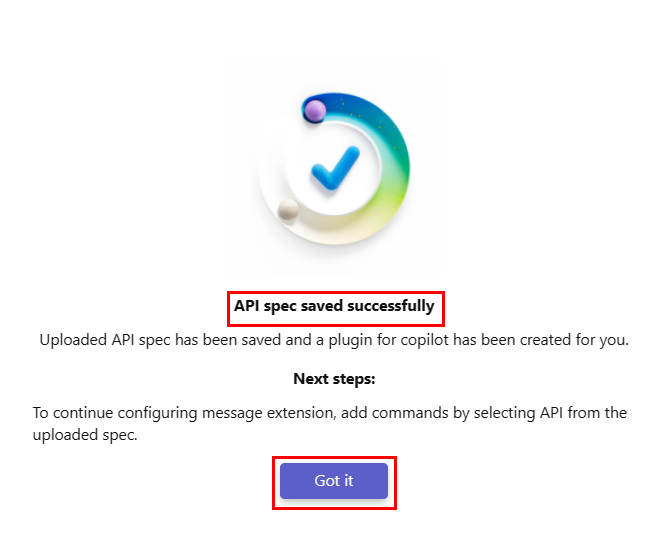 API spec saved successfully
Uploaded API spec has been saved and a plugin for copilot has been created for you.
Next steps:
To continue configuring message extension, add commands by selecting API from the
uploaded spec.
Got it